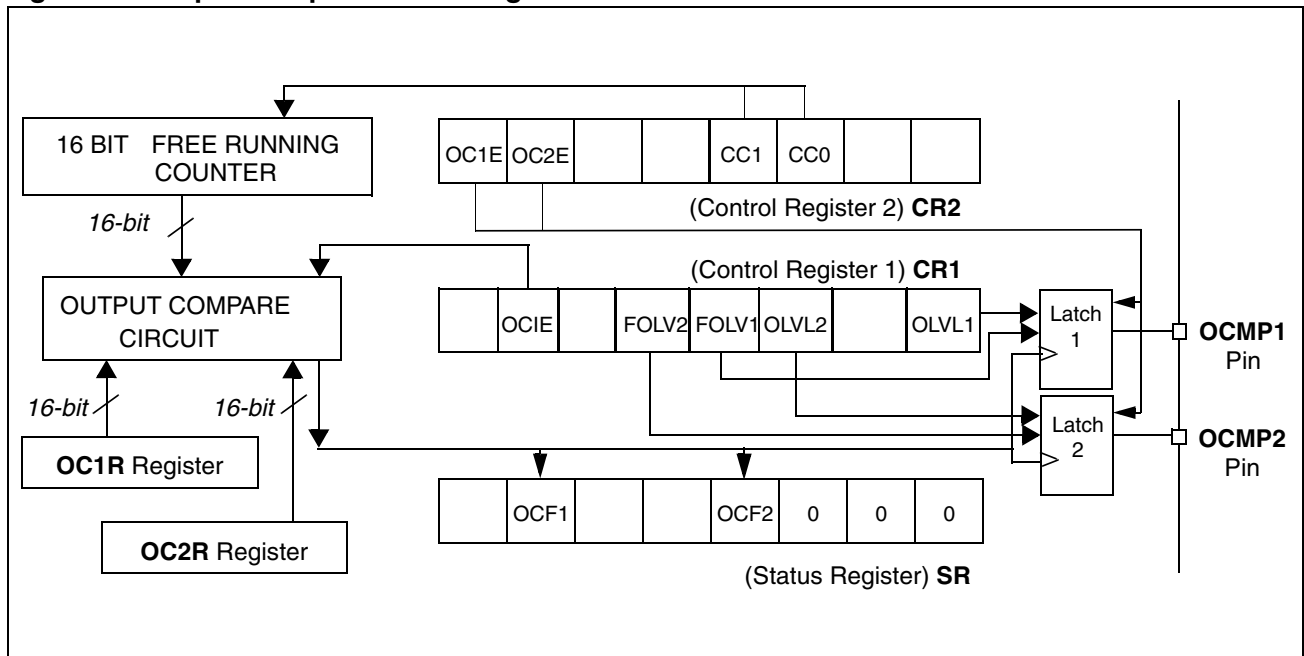 16 BIT FREE RUNNING
COUNTER
16-bit
OC1E OC2E CC1 CC0
(Control Register 2) CR2
OUTPUT COMPARE
CIRCUIT
(Control Register 1) CR1
OCIE FOLV2 FOLV1 OLVL2 OLVL1
Latch
1
OCMP1
Pin
16-bit
16-bit
Latch
2
OCMP2
Pin
OC1R Register
OC2R Register
OCF1 OCF2 0 0 0
(Status Register) SR